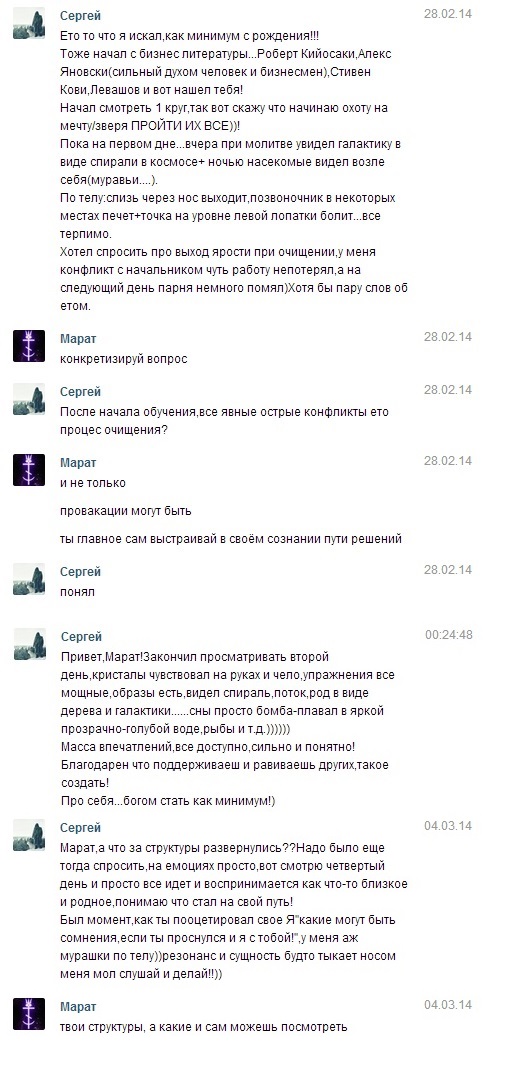 Сергей 28.02.14
Ето то что я искал,как минимум с рождения!!!
Тоже начал с бизнес литературы...Роберт Кийосаки,Алекс
Яновски(сильный духом человек и бизнесмен),Стивен
Кови,Левашов и вот нашел тебя!
Начал смотреть 1 круг,так вот скажу что начинаю охоту на
мечту/зверя ПРОЙТИ ИХ ВСЕ))!
Пока на первом дне...вчера при молитве увидел галактику в
виде спирали в космосе+ ночью насекомые видел возле
себя(муравьи....).
По телу:слизь через нос выходит,позвоночник в некоторых
местах печет+точка на уровне левой лопатки болит...все
терпимо.
Хотел спросить про выход ярости при очищении,у меня
конфликт с начальником чуть работу непотерял,а на
следующий день парня немного помял)Хотя бы пару слов об
етом.
Марат 28.02.14
конкретизируй вопрос
Сергей 28.02.14
После начала обучения,все явные острые конфликты ето
процес очищения?
Марат 28.02.14
и не только
провакации могут быть
ты главное сам выстраивай в своём сознании пути решений
Сергей 28.02.14
понял
Сергей 00:24:48
Привет,Марат!Закончил просматривать второй
день,кристалы чувствовал на руках и чело,упражнения все
мощные,образы есть,видел спираль,поток,род в виде
дерева и галактики......сны просто бомба-плавал в яркой
прозрачно-голубой воде,рыбы и т.д.))))))
Масса впечатлений,все доступно,сильно и понятно!
Благодарен что поддерживаеш и равиваешь других,такое
создать!
Про себя...богом стать как минимум!)
Сергей 04.03.14
Марат,а что за структуры развернулись??Надо было еще
тогда спросить,на емоциях просто,вот смотрю четвертый
день и просто все идет и воспринимается как что-то близкое
и родное,понимаю что стал на свой путь!
Был момент,как ты пооцетировал свое Я"какие могут быть
сомнения,если ты проснулся и я с тобой!",у меня аж
мурашки по телу))резонанс и сущность будто тыкает носом
меня мол слушай и делай!!))
Марат 04.03.14
твои структуры, а какие и сам можешь посмотреть